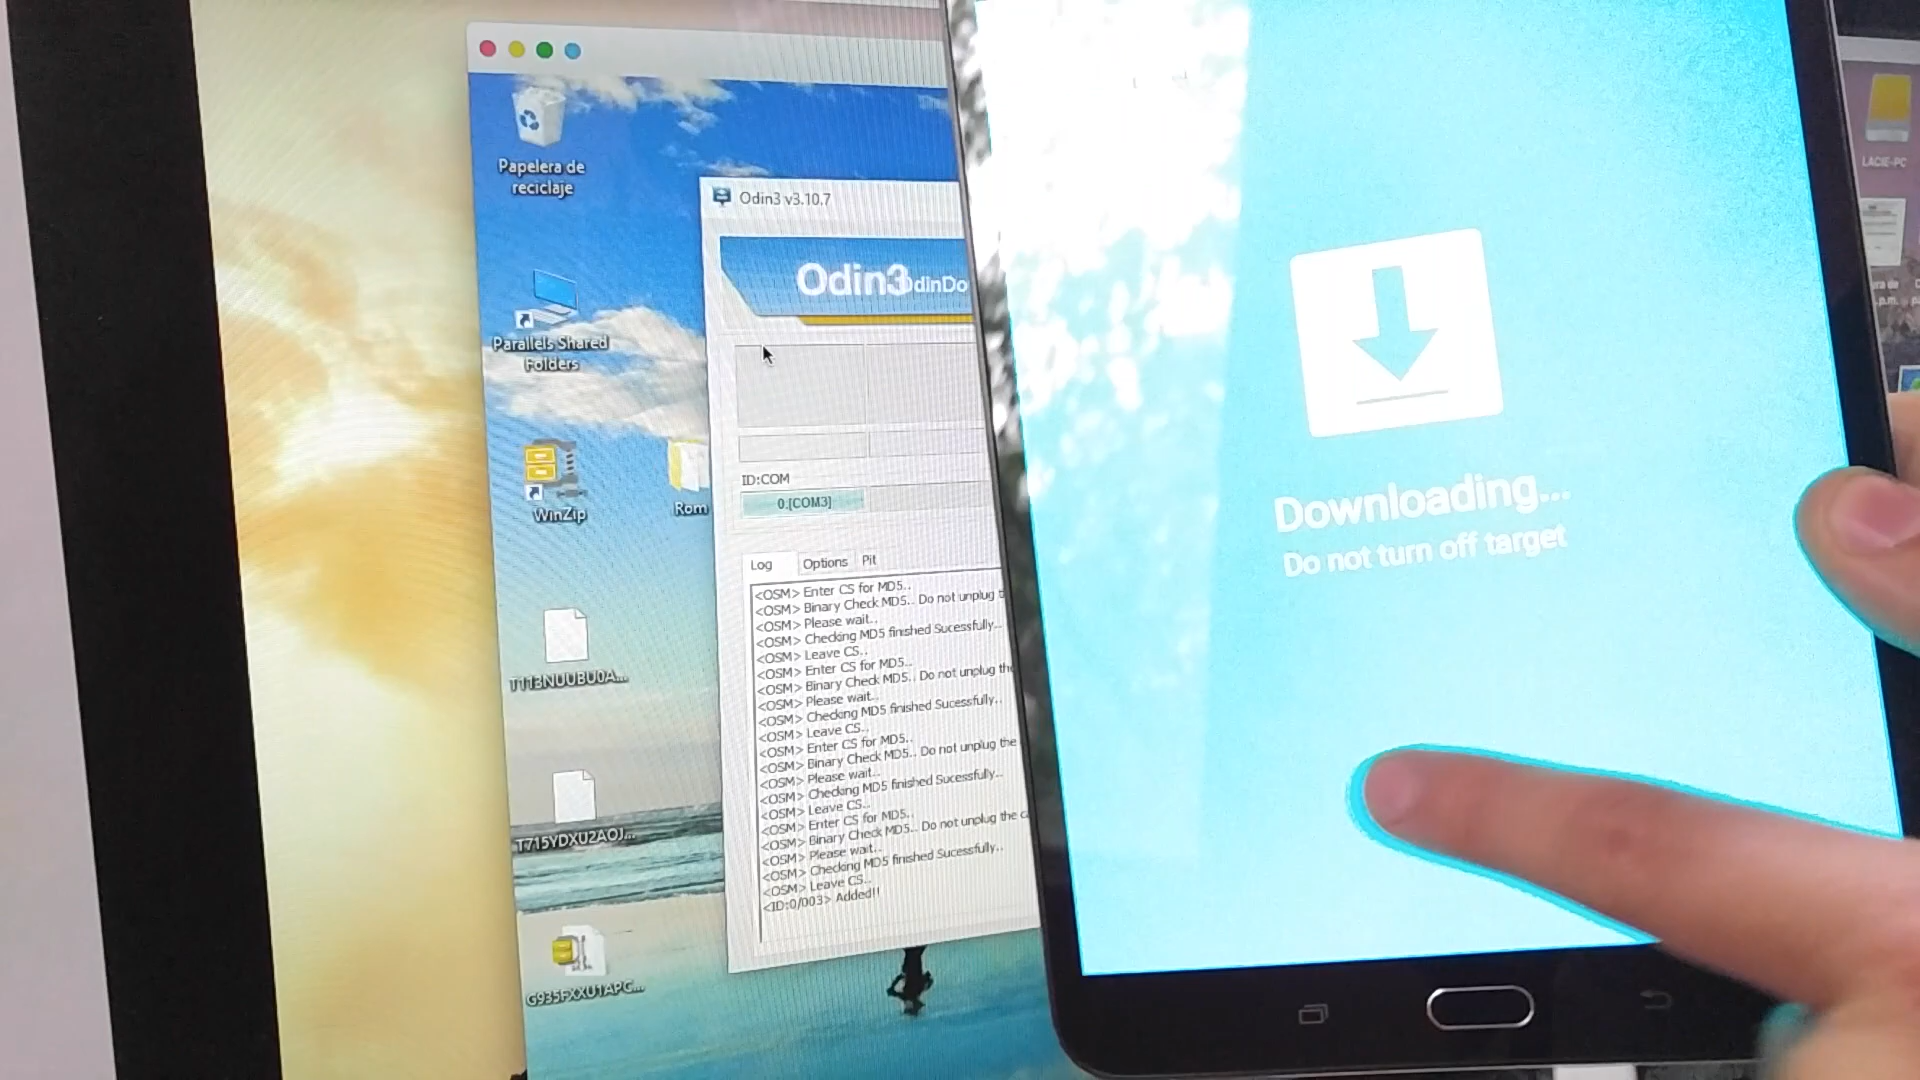 Papelera de
reciclaje
Parallels Shared
Folders
WinZip
Rom
T113NUUBU0A...
T715YDXU2AOJ...
G935FXXU1APC...
Odin3 v3.10.7
Odin3
ID:COM
0:[COM3]
Log
Options
Pit
<OSM> Enter CS for MD5..
<OSM> Binary Check MD5.. Do not unplug t
<OSM> Please wait..
<OSM> Checking MD5 finished Sucessfully..
<OSM> Leave CS..
<OSM> Enter CS for MD5..
<OSM> Binary Check MD5.. Do not unplug the
<OSM> Please wait..
<OSM> Checking MD5 finished Sucessfully..
<OSM> Leave CS..
<OSM> Enter CS for MD5..
<OSM> Binary Check MD5.. Do not unplug the
<OSM> Please wait..
<OSM> Checking MD5 finished Sucessfully..
<OSM> Leave CS..
<OSM> Enter CS for MD5..
<OSM> Binary Check MD5.. Do not unplug the c
<OSM> Please wait..
<OSM> Checking MD5 finished Sucessfully..
<OSM> Leave CS..
<ID:0/003> Added!!
Downloading...
Do not turn off target
LACIE-PC